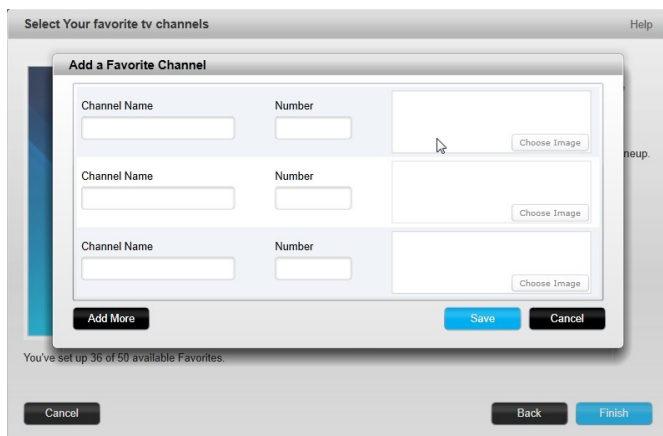 Select Your favorite tv channels
Help
Add a Favorite Channel
Channel Name Number
Choose Image
neup.
Channel Name Number
Choose Image
Channel Name Number
Choose Image
Add More Save Cancel
You've set up 36 of 50 available Favorites.
Cancel Back Finish